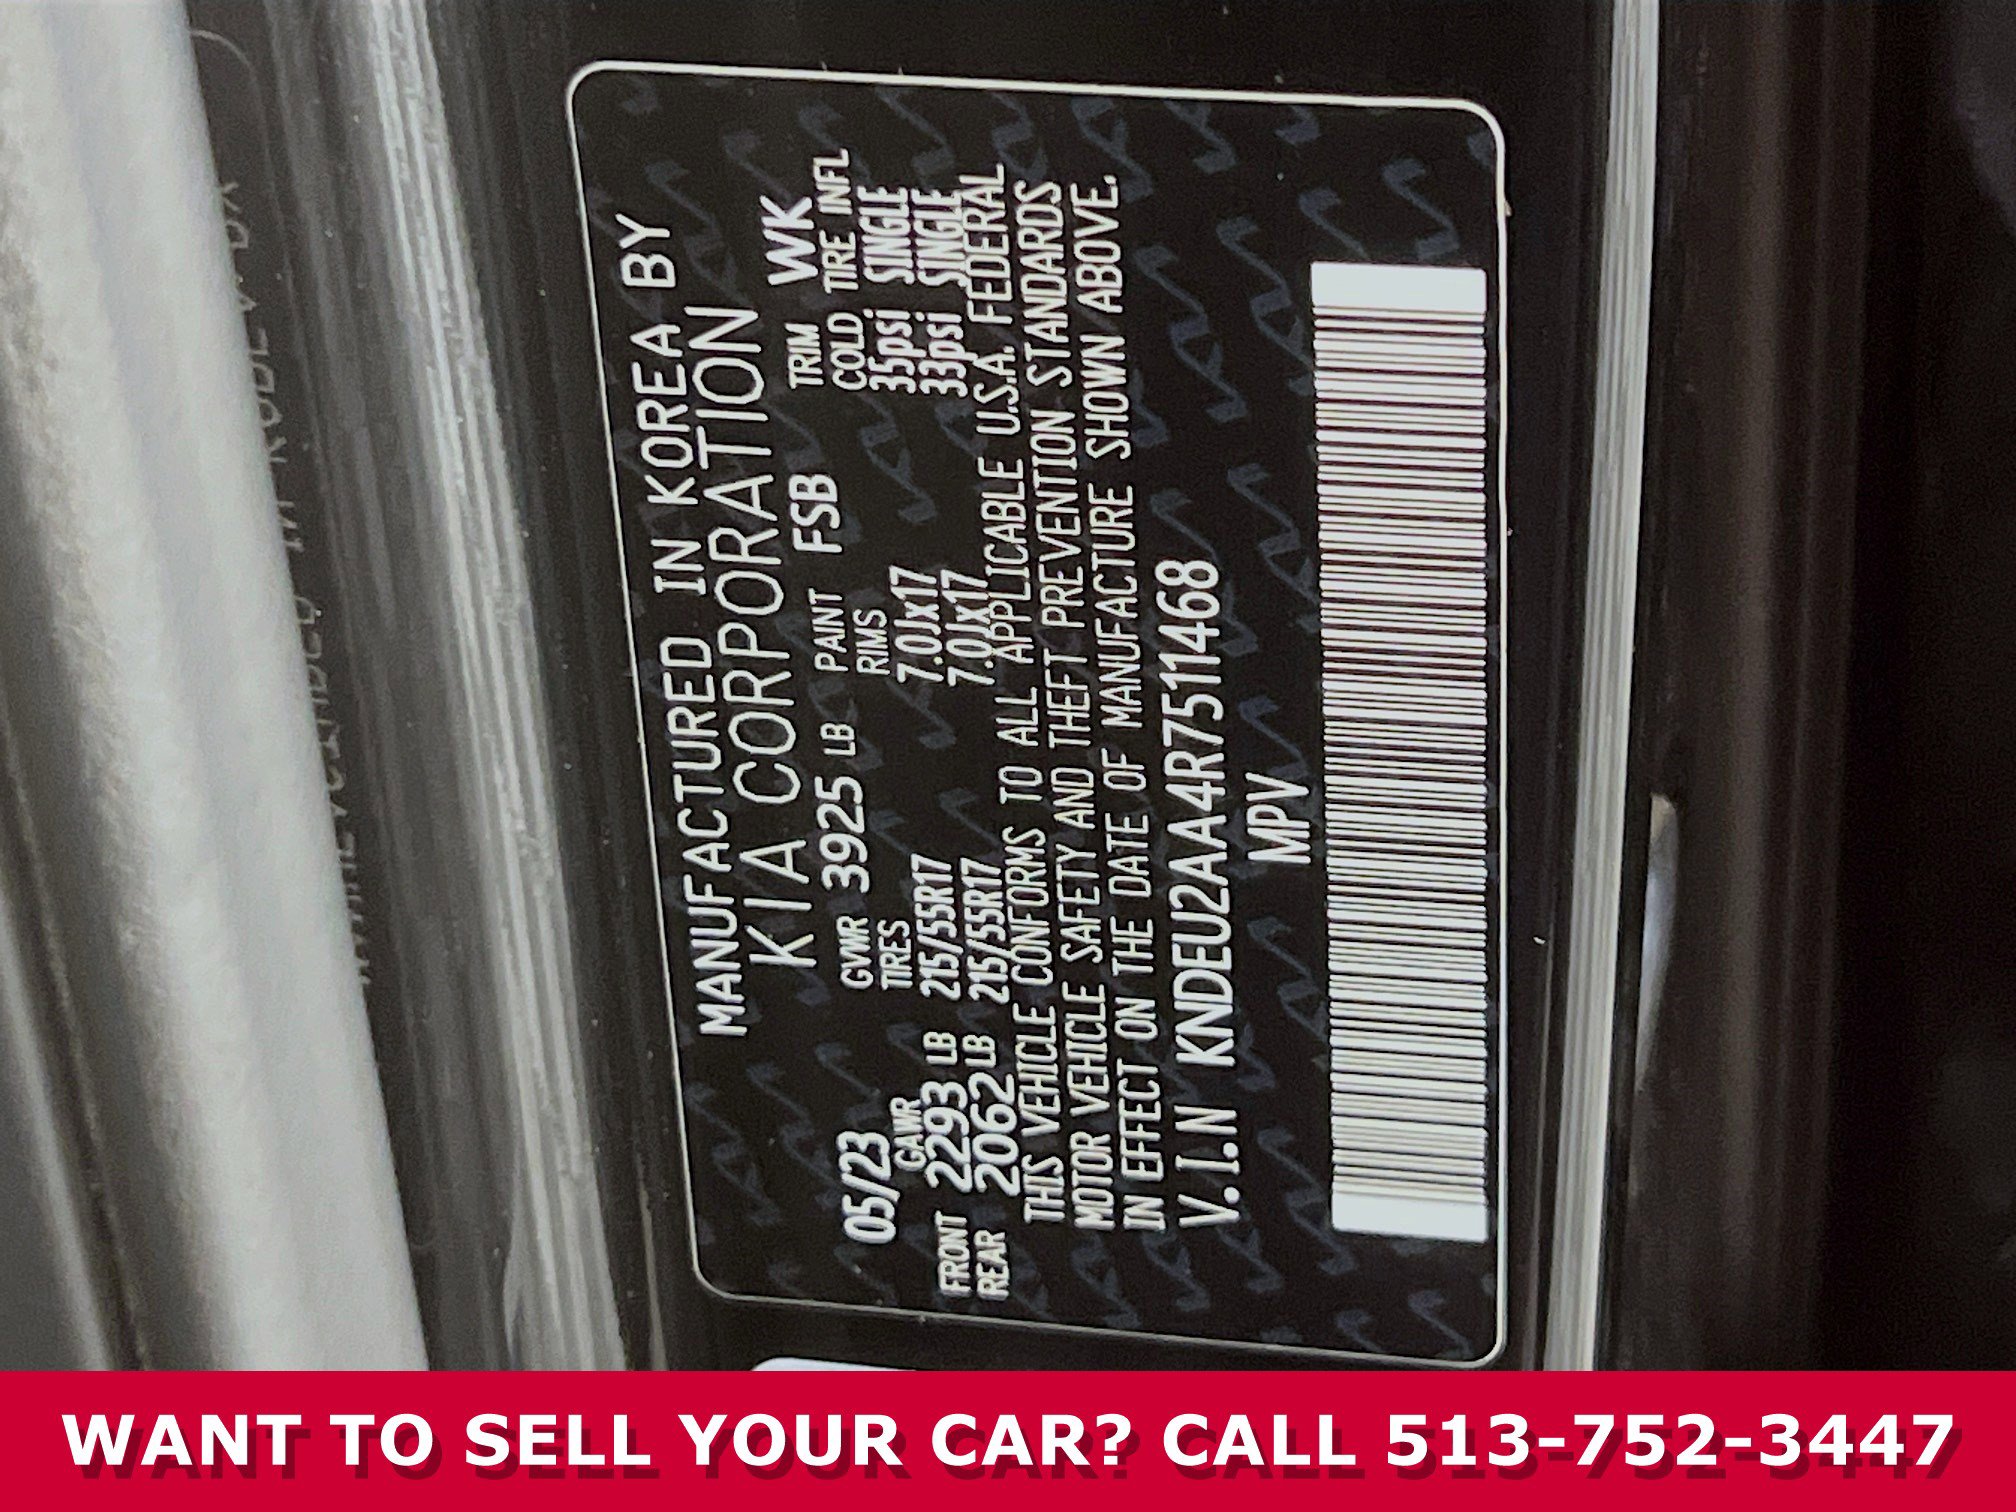 MANUFACTURED IN KOREA BY
KIA CORPORATION
05/23 GVWR 3925 LB PAINT FSB TRIM WK
GAWR TIRES RIMS COLD TIRE INFL
FRONT 2293 LB 215/55R17 7.0Jx17 35psi SINGLE
REAR 2062 LB 215/55R17 7.0Jx17 33psi SINGLE
THIS VEHICLE CONFORMS TO ALL APPLICABLE U.S.A. FEDERAL
MOTOR VEHICLE SAFETY AND THEFT PREVENTION STANDARDS
IN EFFECT ON THE DATE OF MANUFACTURE SHOWN ABOVE.
V.I.N KNDEU2AA4R7511468
MPV
WANT TO SELL YOUR CAR? CALL 513-752-3447